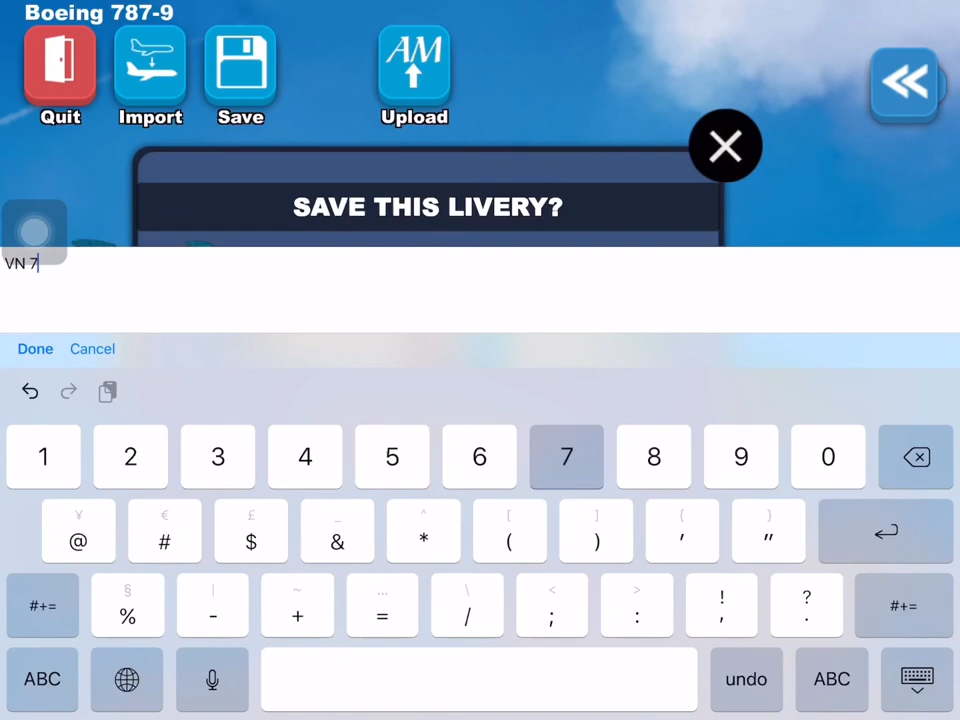 Boeing 787-9
Quit
Import
Save
AM
Upload
SAVE THIS LIVERY?
VN 7
Done Cancel
1 2 3 4 5 6 7 8 9 0
¥ € £ _ ^ [ ] { }
@ # $ & * ( ) ' "
§ | ~ … \ < > ! ?
#+= % - + = / ; : , . #+=
ABC undo ABC